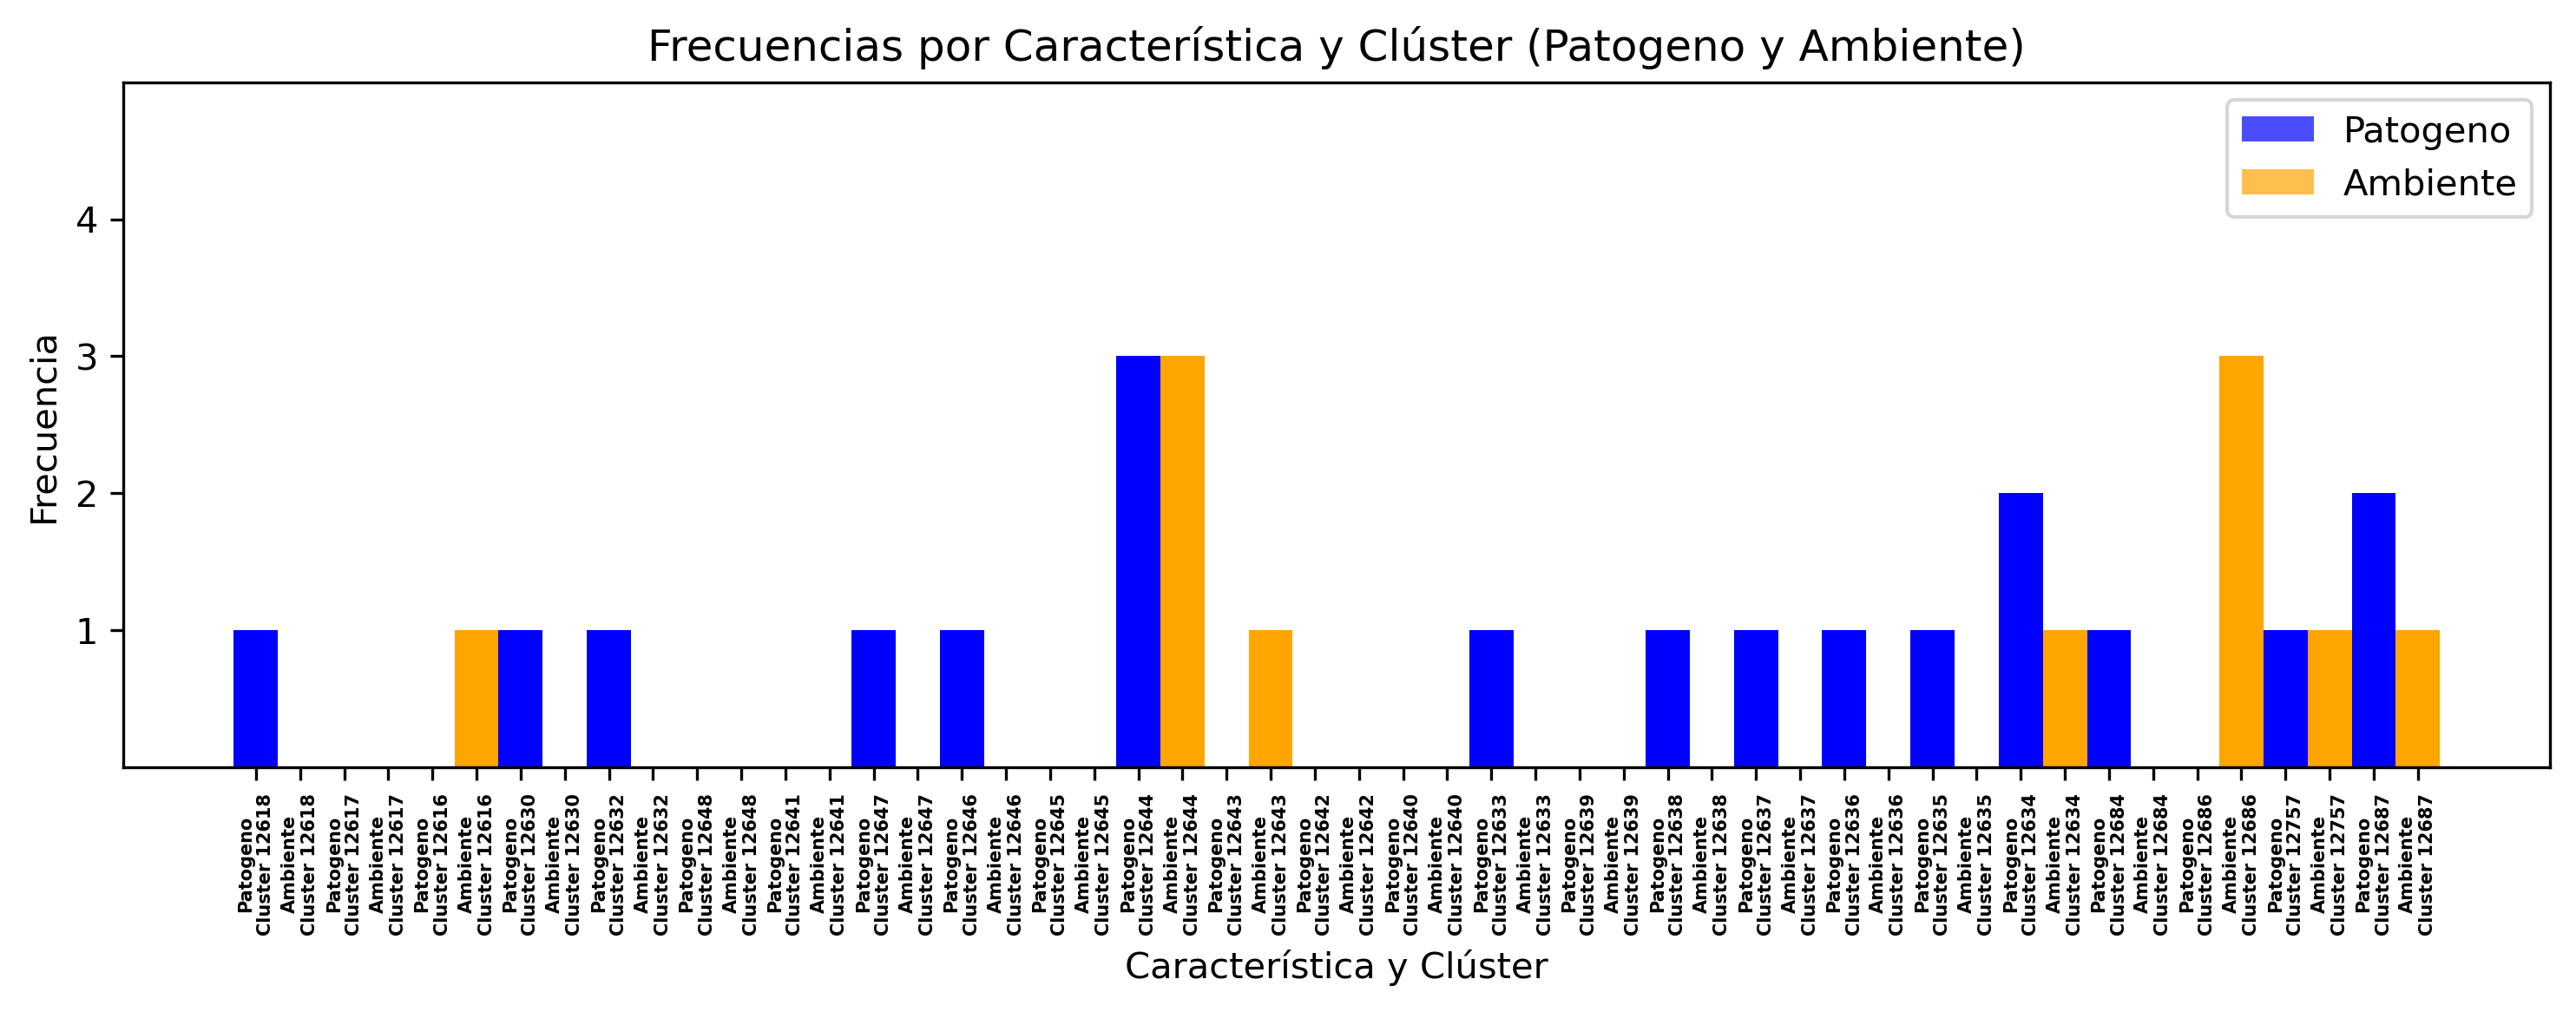 Frecuencias por Característica y Clúster (Patogeno y Ambiente)
Patogeno
Ambiente
4
3
2
1
Frecuencia
Patogeno
Cluster 12618
Ambiente
Cluster 12618
Patogeno
Cluster 12617
Ambiente
Cluster 12617
Patogeno
Cluster 12616
Ambiente
Cluster 12616
Patogeno
Cluster 12630
Ambiente
Cluster 12630
Patogeno
Cluster 12632
Ambiente
Cluster 12632
Patogeno
Cluster 12648
Ambiente
Cluster 12648
Patogeno
Cluster 12641
Ambiente
Cluster 12641
Patogeno
Cluster 12647
Ambiente
Cluster 12647
Patogeno
Cluster 12646
Ambiente
Cluster 12646
Patogeno
Cluster 12645
Ambiente
Cluster 12645
Patogeno
Cluster 12644
Ambiente
Cluster 12644
Patogeno
Cluster 12643
Ambiente
Cluster 12643
Patogeno
Cluster 12642
Ambiente
Cluster 12642
Patogeno
Cluster 12640
Ambiente
Cluster 12640
Patogeno
Cluster 12633
Ambiente
Cluster 12633
Patogeno
Cluster 12639
Ambiente
Cluster 12639
Patogeno
Cluster 12638
Ambiente
Cluster 12638
Patogeno
Cluster 12637
Ambiente
Cluster 12637
Patogeno
Cluster 12636
Ambiente
Cluster 12636
Patogeno
Cluster 12635
Ambiente
Cluster 12635
Patogeno
Cluster 12634
Ambiente
Cluster 12634
Patogeno
Cluster 12684
Ambiente
Cluster 12684
Patogeno
Cluster 12686
Ambiente
Cluster 12686
Patogeno
Cluster 12757
Ambiente
Cluster 12757
Patogeno
Cluster 12687
Ambiente
Cluster 12687
Característica y Clúster